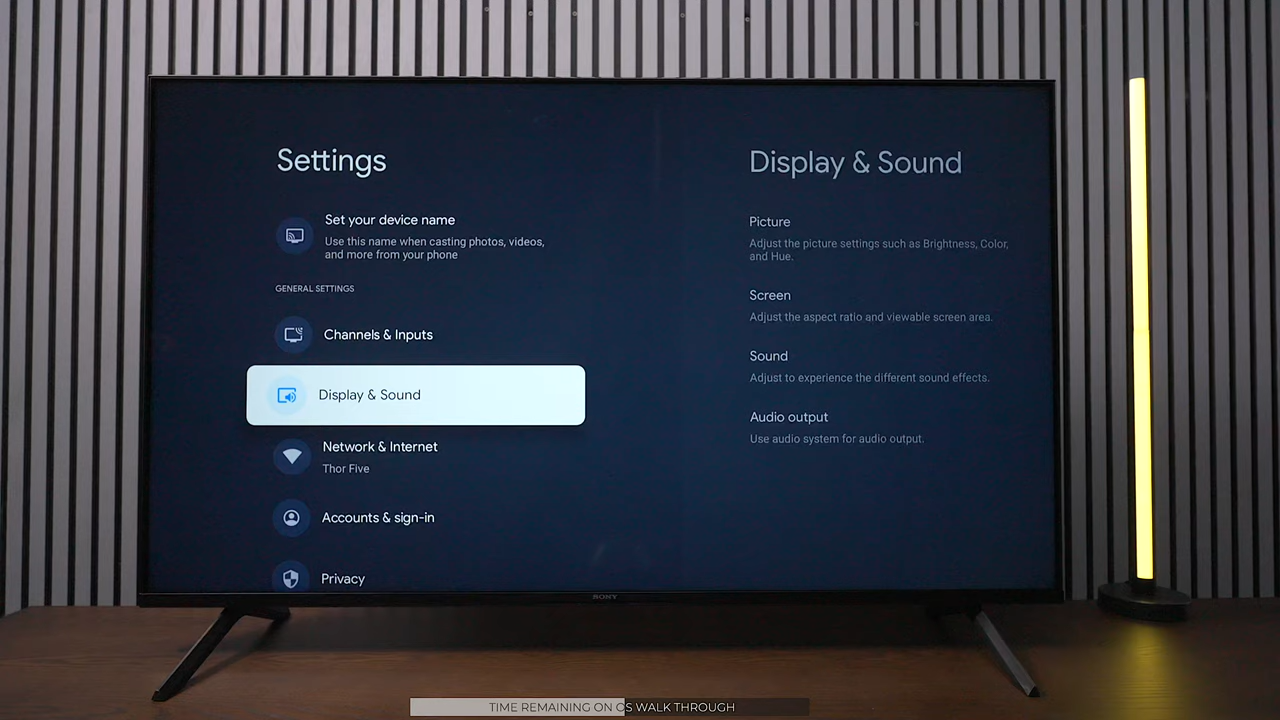 Settings
Set your device name
Use this name when casting photos, videos,
and more from your phone
GENERAL SETTINGS
Channels & Inputs
Display & Sound
Network & Internet
Thor Five
Accounts & sign-in
Privacy
Display & Sound
Picture
Adjust the picture settings such as Brightness, Color,
and Hue.
Screen
Adjust the aspect ratio and viewable screen area.
Sound
Adjust to experience the different sound effects.
Audio output
Use audio system for audio output.
SONY
TIME REMAINING ON OS WALK THROUGH